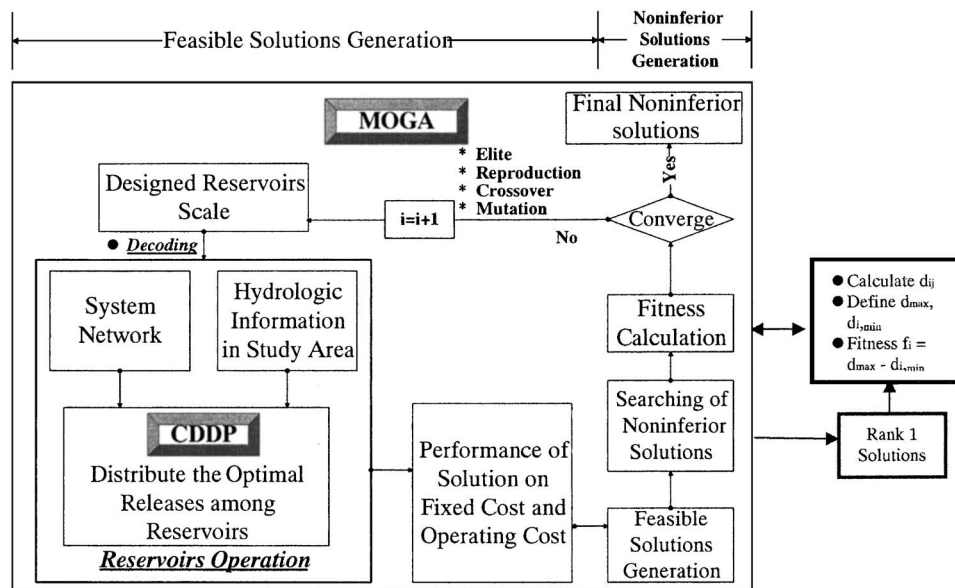 Feasible Solutions Generation
Noninferior
Solutions
Generation
MOGA
* Elite
* Reproduction
* Crossover
* Mutation
Final Noninferior
solutions
Yes
Designed Reservoirs
Scale
i=i+1
No
Converge
● Decoding
System
Network
Hydrologic
Information
in Study Area
Fitness
Calculation
● Calculate dij
● Define dmax,
di,min
● Fitness fi =
dmax - di,min
CDDP
Distribute the Optimal
Releases among
Reservoirs
Reservoirs Operation
Performance of
Solution on
Fixed Cost and
Operating Cost
Searching of
Noninferior
Solutions
Rank 1
Solutions
Feasible
Solutions
Generation